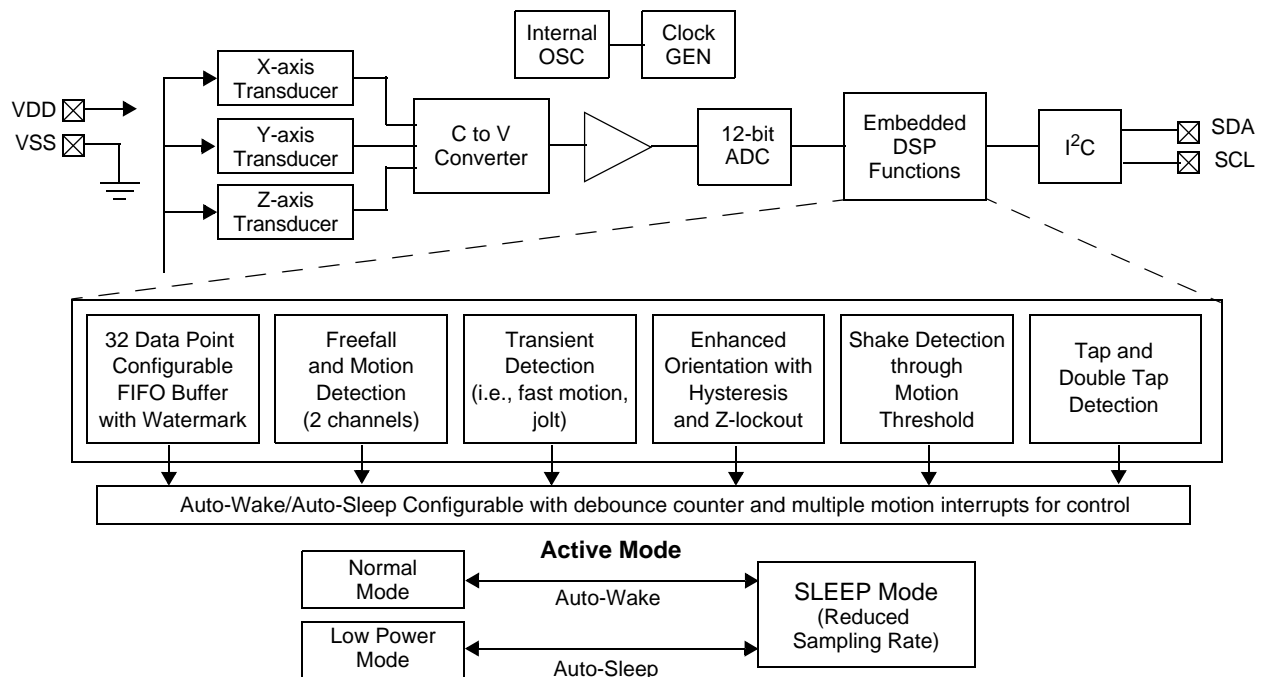 Internal
OSC
Clock
GEN
X-axis
Transducer
VDD
VSS
Y-axis
Transducer
Z-axis
Transducer
C to V
Converter
12-bit
ADC
Embedded
DSP
Functions
I²C
SDA
SCL
32 Data Point
Configurable
FIFO Buffer
with Watermark
Freefall
and Motion
Detection
(2 channels)
Transient
Detection
(i.e., fast motion,
jolt)
Enhanced
Orientation with
Hysteresis
and Z-lockout
Shake Detection
through
Motion
Threshold
Tap and
Double Tap
Detection
Auto-Wake/Auto-Sleep Configurable with debounce counter and multiple motion interrupts for control
Active Mode
Normal
Mode
Auto-Wake
Low Power
Mode
Auto-Sleep
SLEEP Mode
(Reduced
Sampling Rate)